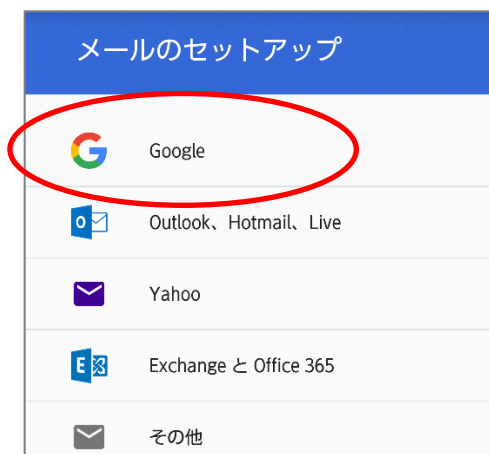 メールのセットアップ
Google
Outlook、Hotmail、Live
Yahoo
Exchange と Office 365
その他